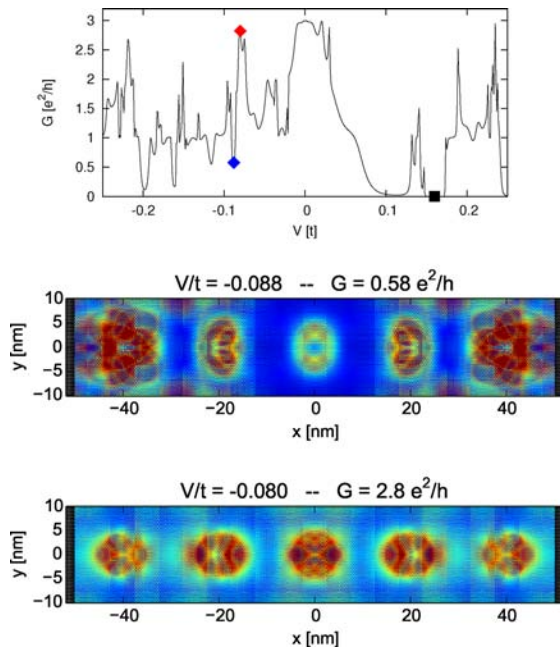 G [e²/h]
3
2.5
2
1.5
1
0.5
0
-0.2 -0.1 0 0.1 0.2
V [t]
V/t = -0.088 -- G = 0.58 e²/h
y [nm]
10
5
0
−5
−10
−40 −20 0 20 40
x [nm]
V/t = -0.080 -- G = 2.8 e²/h
y [nm]
10
5
0
−5
−10
−40 −20 0 20 40
x [nm]